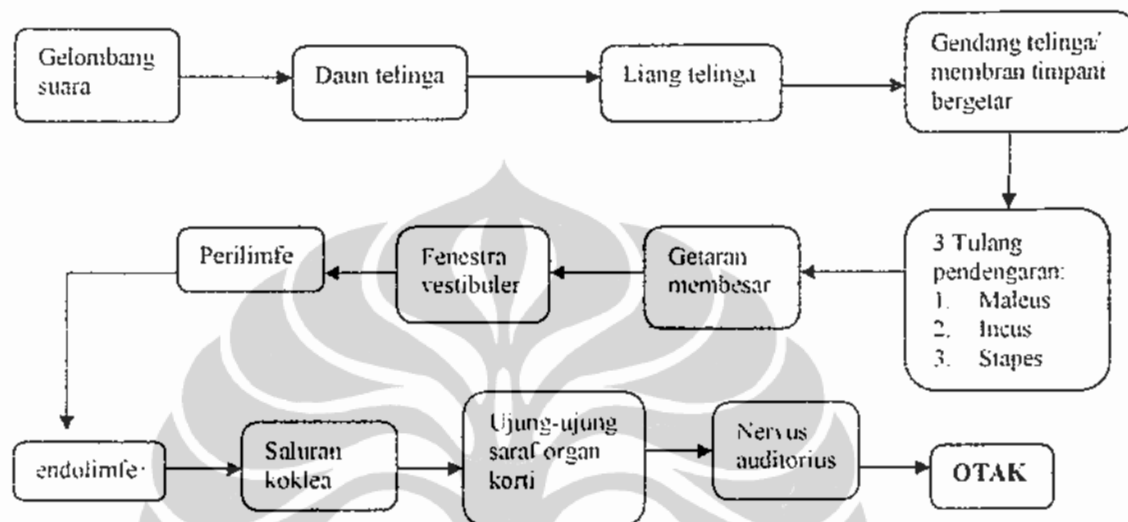 Gelombang
suara
Daun telinga
Liang telinga
Gendang telinga/
membran timpani
bergetar
3 Tulang
pendengaran:
1. Maleus
2. Incus
3. Stapes
Getaran
membesar
Fenestra
vestibuler
Perilimfe
endolimfe
Saluran
koklea
Ujung-ujung
saraf organ
korti
Nervus
auditorius
OTAK